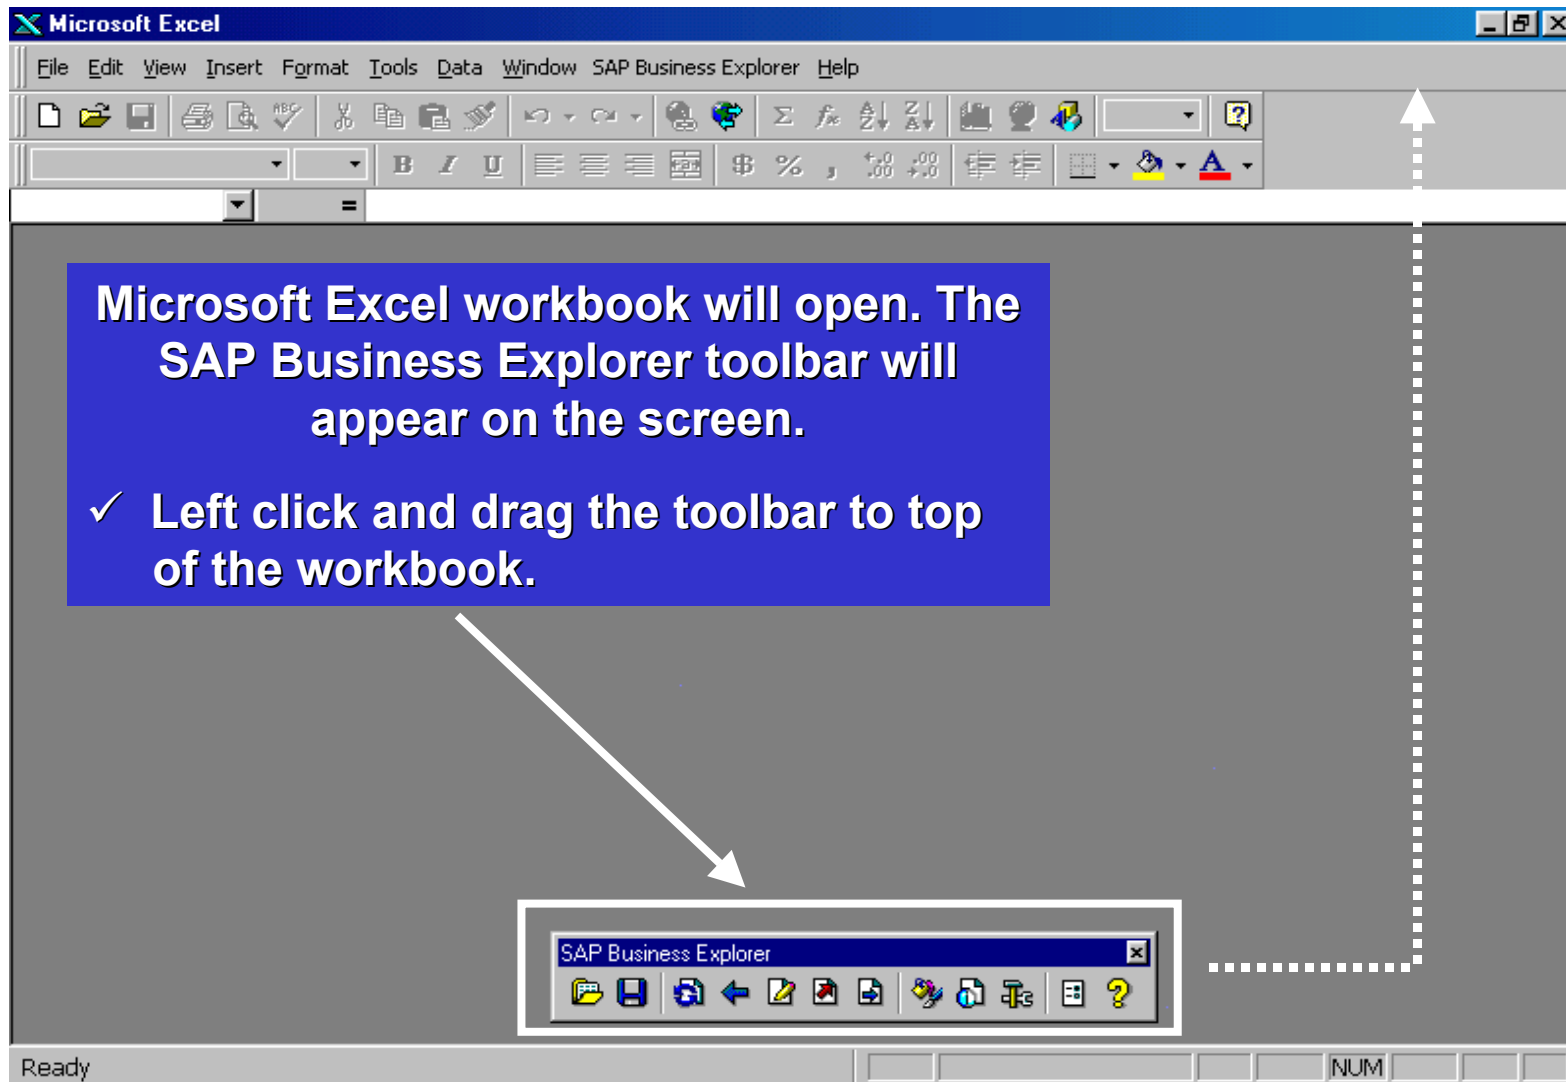 Microsoft Excel
File Edit View Insert Format Tools Data Window SAP Business Explorer Help
B I U $ % ,
=
Microsoft Excel workbook will open. The
SAP Business Explorer toolbar will
appear on the screen.
✓ Left click and drag the toolbar to top
of the workbook.
SAP Business Explorer
Ready NUM